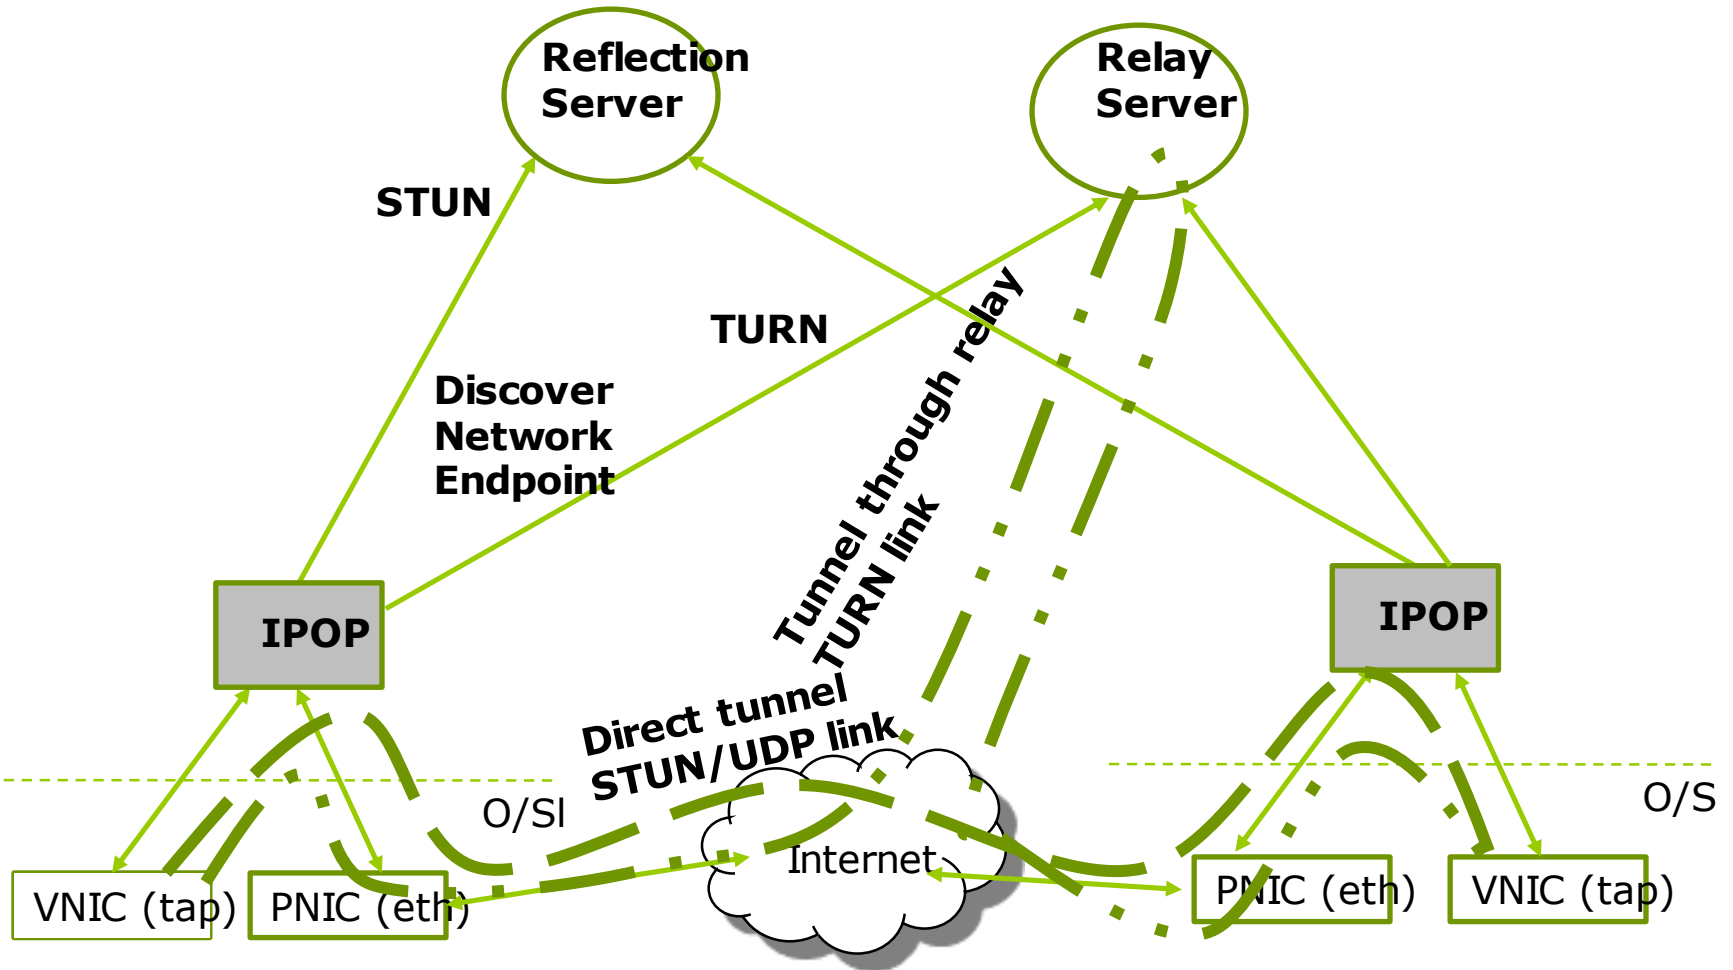 Reflection
Server
Relay
Server
STUN
TURN
Discover
Network
Endpoint
Tunnel through relay
TURN link
IPOP
IPOP
Direct tunnel
STUN/UDP link
O/Sl
O/S
Internet
VNIC (tap)
PNIC (eth)
PNIC (eth)
VNIC (tap)